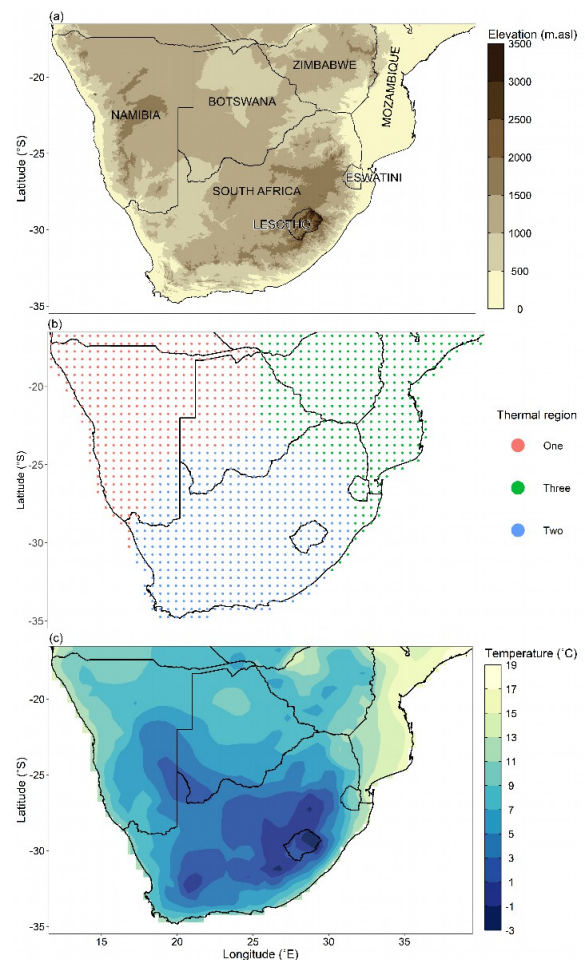 (a)
Elevation (m.asl)
3500
3000
2500
2000
1500
1000
500
0
Latitude (°S)
-20
-25
-30
-35
ZIMBABWE
MOZAMBIQUE
NAMIBIA
BOTSWANA
ESWATINI
SOUTH AFRICA
LESOTHO
(b)
Latitude (°S)
-20
-25
-30
-35
Thermal region
One
Three
Two
(c)
Temperature (°C)
19
17
15
13
11
9
7
5
3
1
-1
-3
Latitude (°S)
-20
-25
-30
-35
15
20
25
30
35
Longitude (°E)